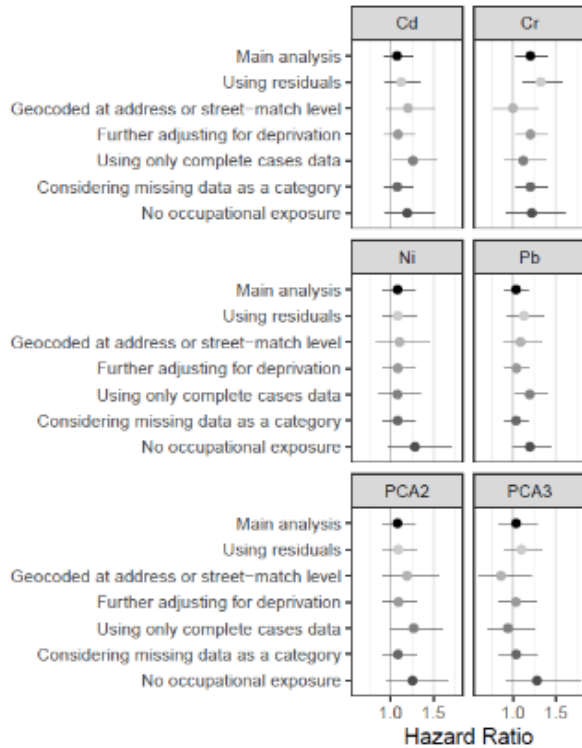 Cd Cr
Main analysis
Using residuals
Geocoded at address or street−match level
Further adjusting for deprivation
Using only complete cases data
Considering missing data as a category
No occupational exposure
Ni Pb
Main analysis
Using residuals
Geocoded at address or street−match level
Further adjusting for deprivation
Using only complete cases data
Considering missing data as a category
No occupational exposure
PCA2 PCA3
Main analysis
Using residuals
Geocoded at address or street−match level
Further adjusting for deprivation
Using only complete cases data
Considering missing data as a category
No occupational exposure
1.0 1.5 1.0 1.5
Hazard Ratio